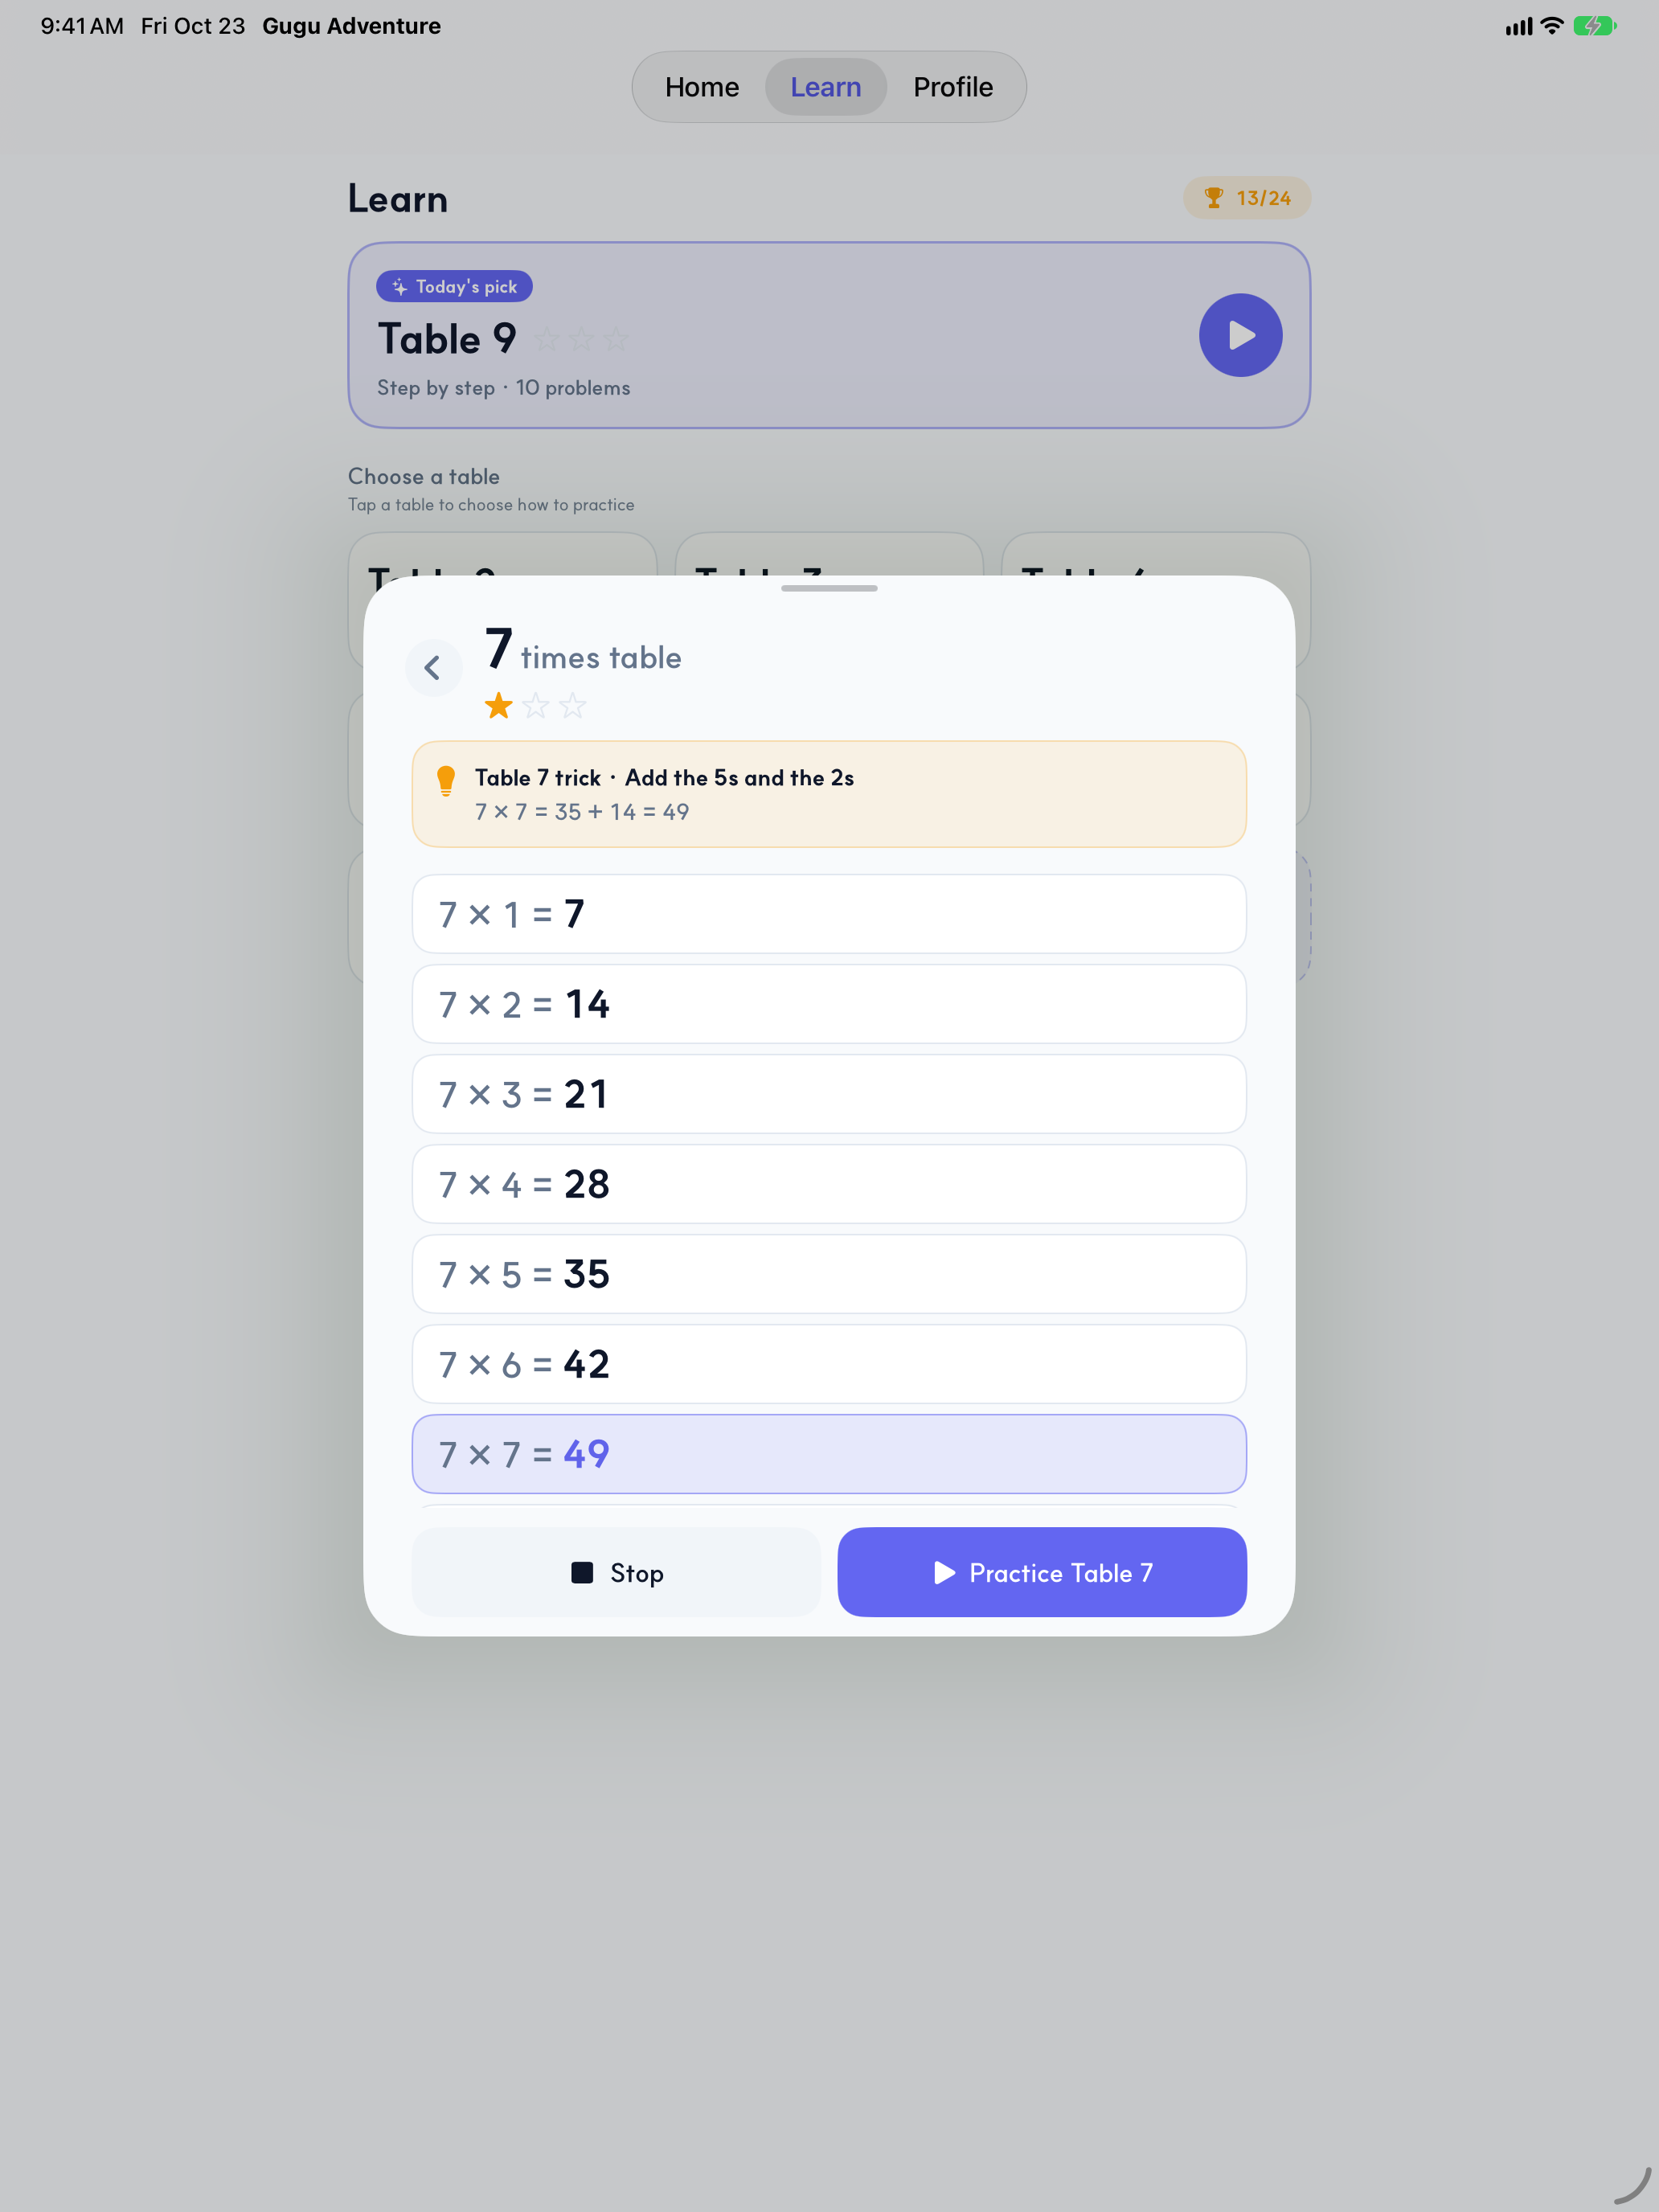 9:41 AM Fri Oct 23 Gugu Adventure
Home Learn Profile
Learn
13/24
Today's pick
Table 9
Step by step · 10 problems
Choose a table
Tap a table to choose how to practice
7 times table
Table 7 trick · Add the 5s and the 2s
7 × 7 = 35 + 14 = 49
7 × 1 = 7
7 × 2 = 14
7 × 3 = 21
7 × 4 = 28
7 × 5 = 35
7 × 6 = 42
7 × 7 = 49
Stop
Practice Table 7